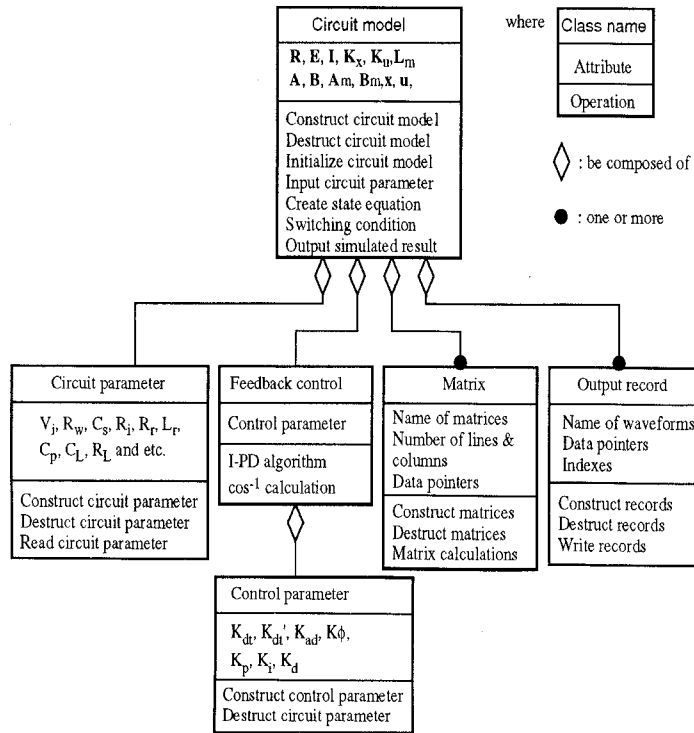 Circuit model
R, E, I, Kx, Ku,Lm
A, B, Am, Bm,x, u,
Construct circuit model
Destruct circuit model
Initialize circuit model
Input circuit parameter
Create state equation
Switching condition
Output simulated result
where
Class name
Attribute
Operation
: be composed of
: one or more
Circuit parameter
Vj, Rw, Cs, Ri, Rr, Lr,
Cp, CL, RL and etc.
Construct circuit parameter
Destruct circuit parameter
Read circuit parameter
Feedback control
Control parameter
I-PD algorithm
cos-1 calculation
Matrix
Name of matrices
Number of lines &
columns
Data pointers
Construct matrices
Destruct matrices
Matrix calculations
Output record
Name of waveforms
Data pointers
Indexes
Construct records
Destruct records
Write records
Control parameter
Kdt, Kdt', Kad, Kϕ,
Kp, Ki, Kd
Construct control parameter
Destruct circuit parameter